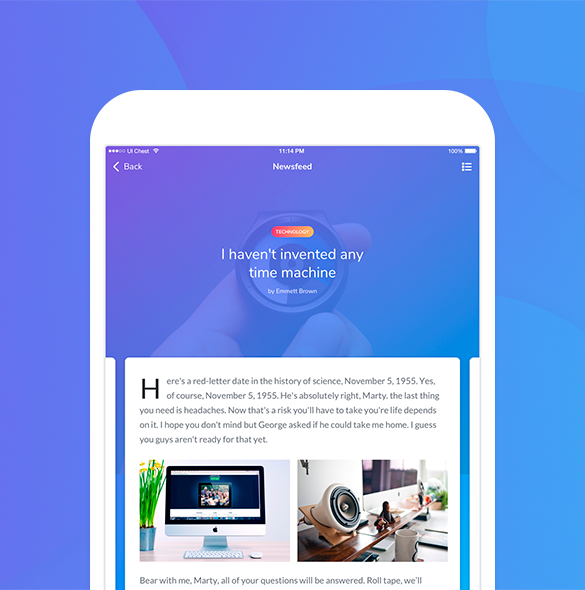 UI Chest
11:14 PM
100%
Back
Newsfeed
TECHNOLOGY
I haven't invented any
time machine
by Emmett Brown
Here's a red-letter date in the history of science, November 5, 1955. Yes,
of course, November 5, 1955. He's absolutely right, Marty. the last thing
you need is headaches. Now that's a risk you'll have to take you're life depends
on it. I hope you don't mind but George asked if he could take me home. I guess
you guys aren't ready for that yet.
Bear with me, Marty, all of your questions will be answered. Roll tape, we'll